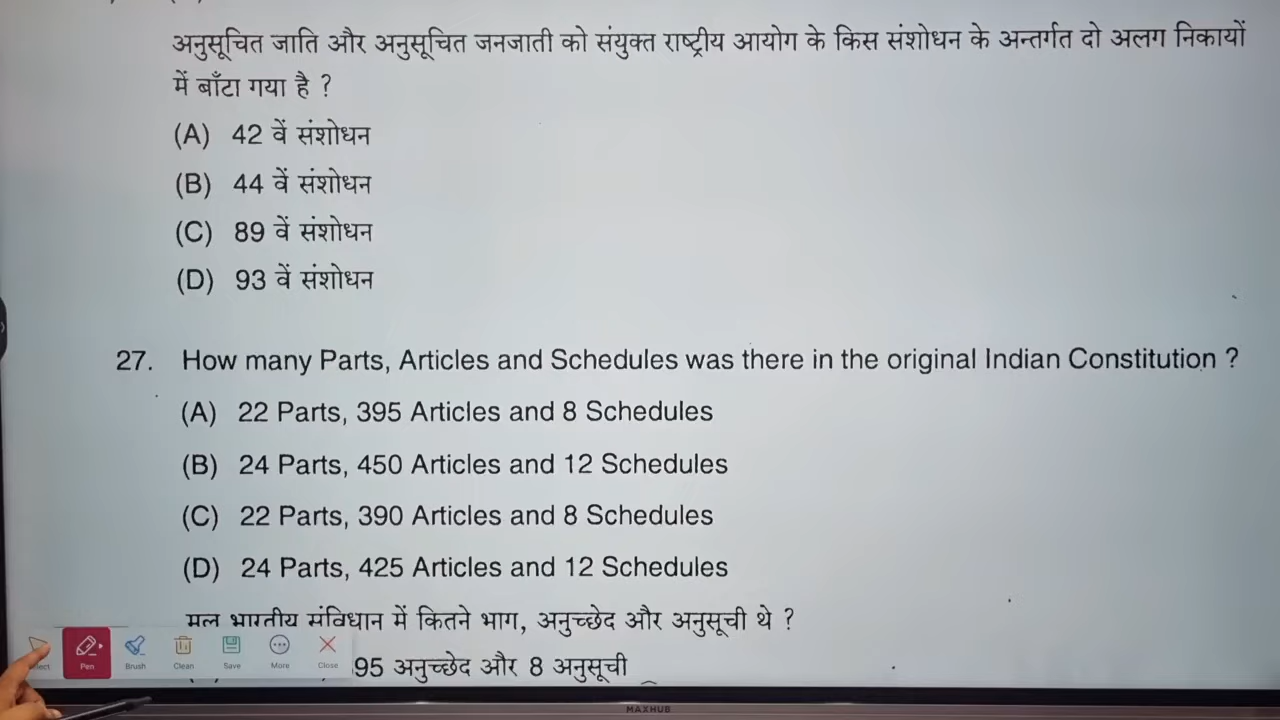 अनुसूचित जाति और अनुसूचित जनजाती को संयुक्त राष्ट्रीय आयोग के किस संशोधन के अन्तर्गत दो अलग निकायों
में बाँटा गया है ?
(A) 42 वें संशोधन
(B) 44 वें संशोधन
(C) 89 वें संशोधन
(D) 93 वें संशोधन
27. How many Parts, Articles and Schedules was there in the original Indian Constitution ?
(A) 22 Parts, 395 Articles and 8 Schedules
(B) 24 Parts, 450 Articles and 12 Schedules
(C) 22 Parts, 390 Articles and 8 Schedules
(D) 24 Parts, 425 Articles and 12 Schedules
मूल भारतीय संविधान में कितने भाग, अनुच्छेद और अनुसूची थे ?
Pen Brush Clean Save More Close
95 अनुच्छेद और 8 अनुसूची
MAXHUB